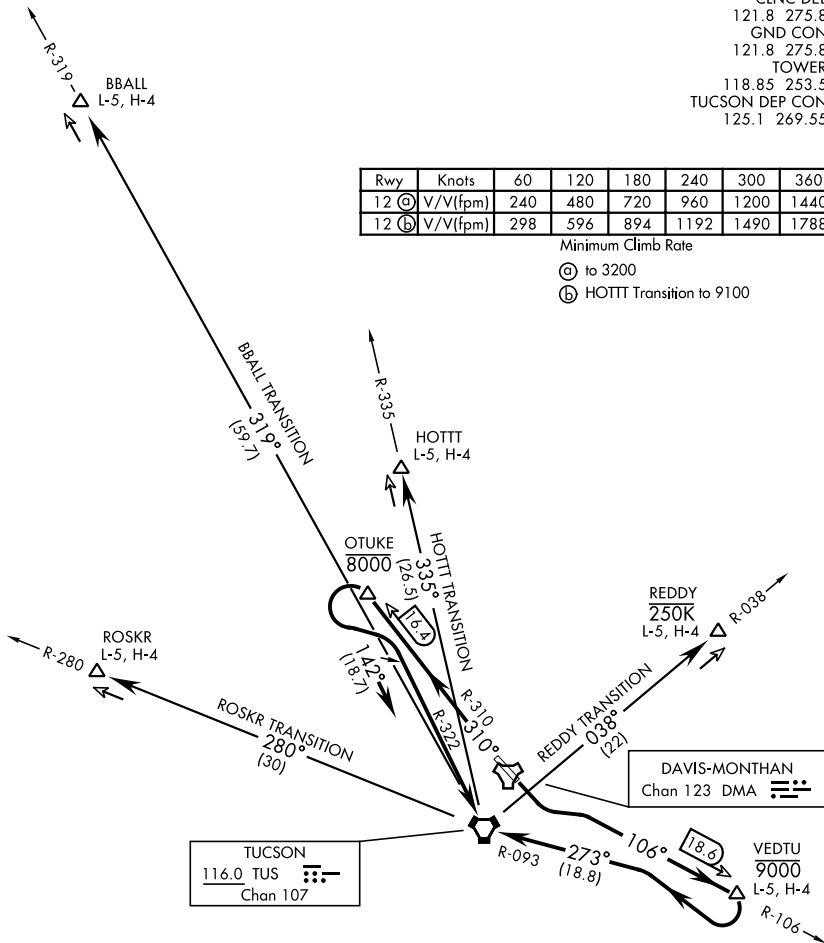 CLNC DEL
121.8 275.8
GND CON
121.8 275.8
TOWER
118.85 253.5
TUCSON DEP CON
125.1 269.55
R-319
BBALL
L-5, H-4
Rwy Knots 60 120 180 240 300 360
12 ⓐ V/V(fpm) 240 480 720 960 1200 1440
12 ⓑ V/V(fpm) 298 596 894 1192 1490 1788
Minimum Climb Rate
ⓐ to 3200
ⓑ HOTTT Transition to 9100
BBALL TRANSITION
319°
(59.7)
R-335
HOTTT
L-5, H-4
HOTTT TRANSITION
335°
(26.5)
OTUKE
8000
16.4
REDDY
250K
L-5, H-4
R-038
ROSKR
L-5, H-4
R-280
142°
(18.7)
R-322
R-310
310°
ROSKR TRANSITION
280°
(30)
REDDY TRANSITION
038°
(22)
DAVIS-MONTHAN
Chan 123 DMA
TUCSON
116.0 TUS
Chan 107
R-093
273°
(18.8)
106°
18.6
VEDTU
9000
L-5, H-4
R-106